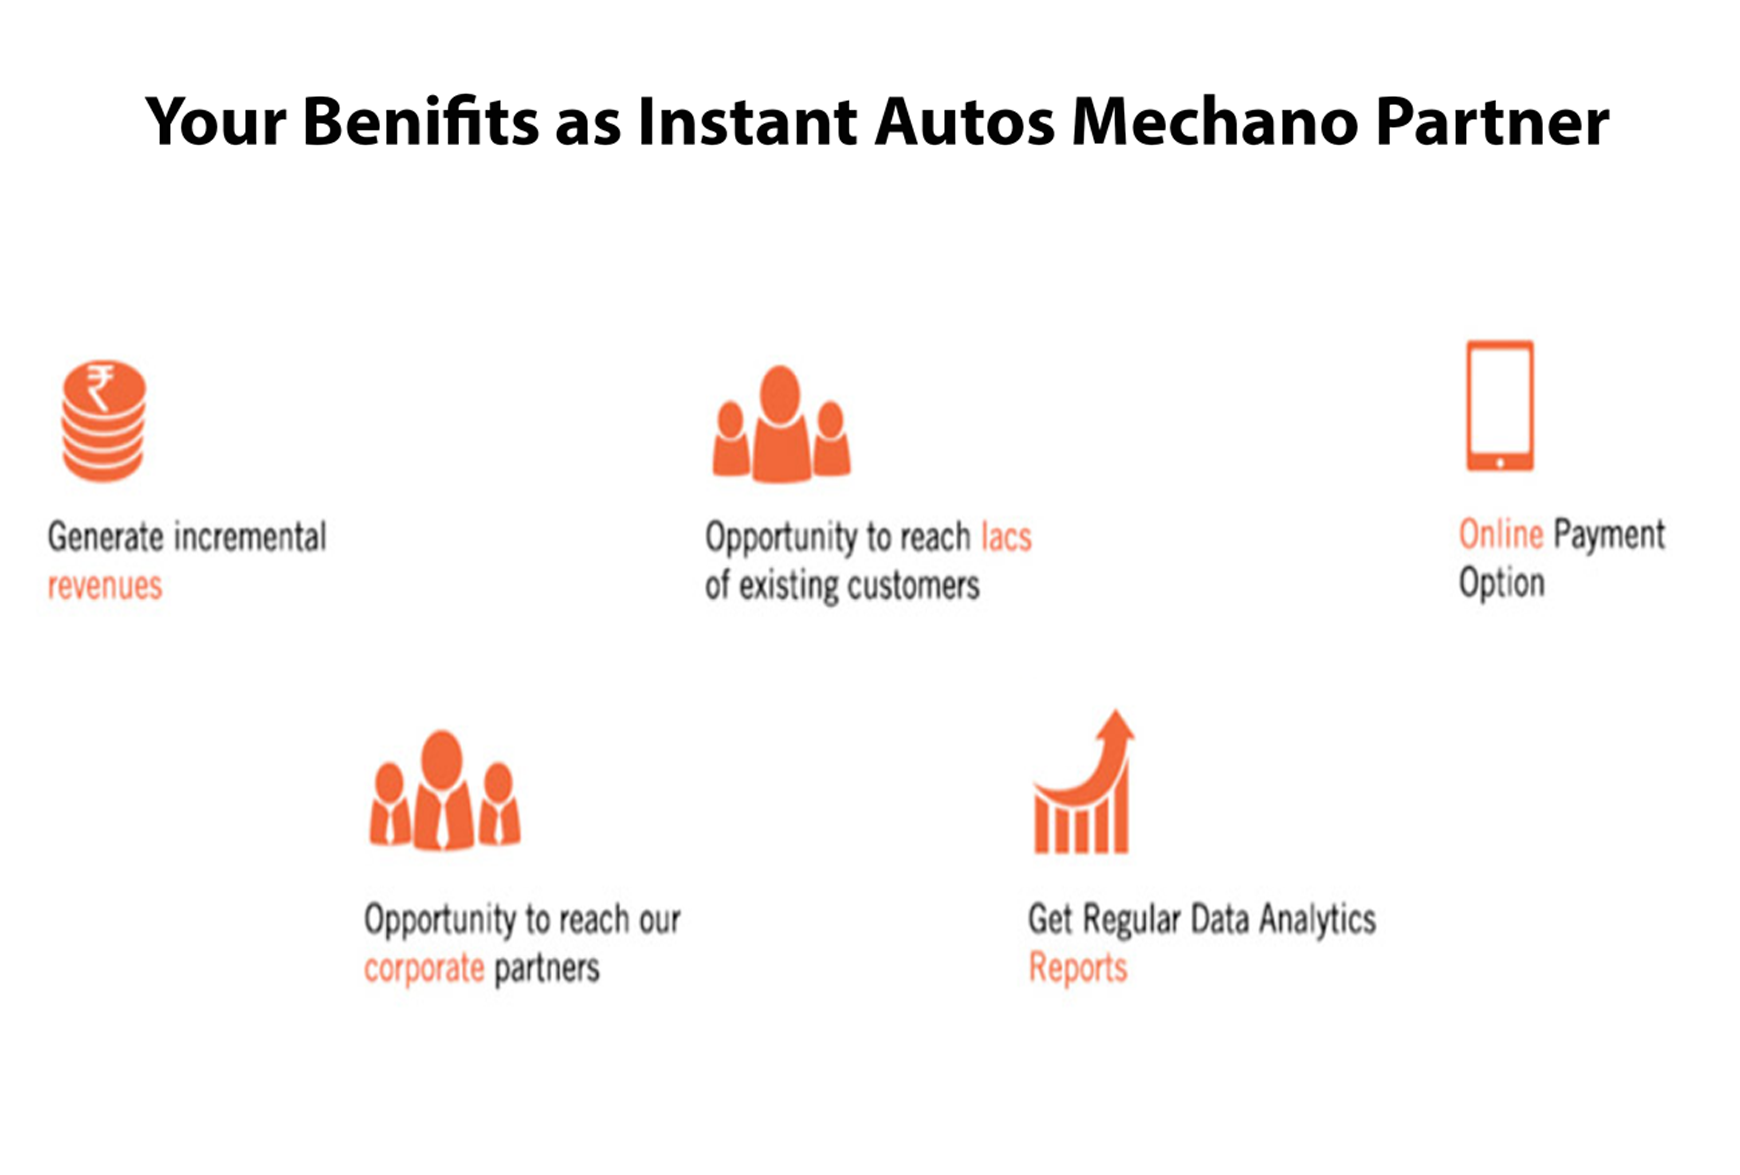 Your Benifits as Instant Autos Mechano Partner
₹
Generate incremental
revenues
Opportunity to reach lacs
of existing customers
Online Payment
Option
Opportunity to reach our
corporate partners
Get Regular Data Analytics
Reports